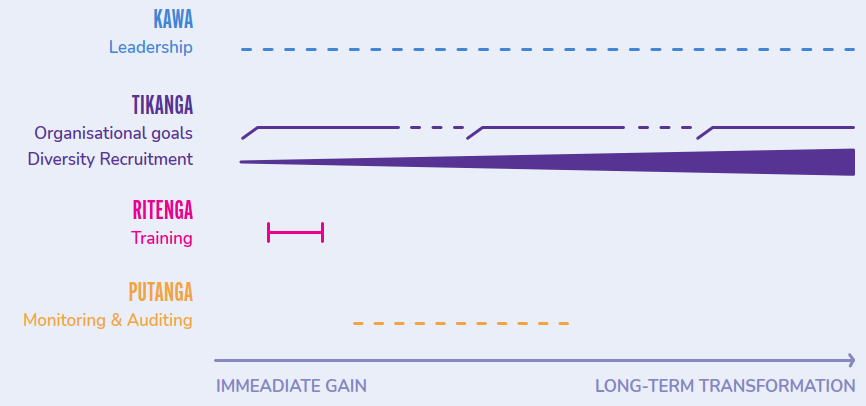 KAWA
Leadership
TIKANGA
Organisational goals
Diversity Recruitment
RITENGA
Training
PUTANGA
Monitoring & Auditing
IMMEADIATE GAIN
LONG-TERM TRANSFORMATION